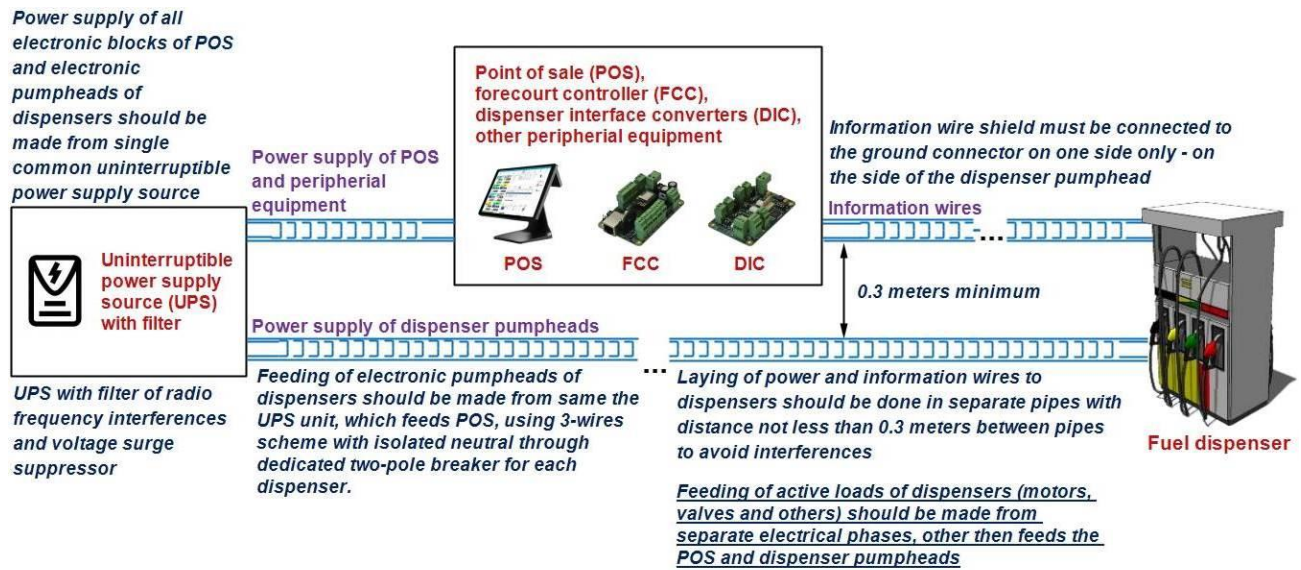 Power supply of all
electronic blocks of POS
and electronic
pumpheads of
dispensers should be
made from single
common uninterruptible
power supply source
Uninterruptible
power supply
source (UPS)
with filter
UPS with filter of radio
frequency interferences
and voltage surge
suppressor
Power supply of POS
and peripherial
equipment
Point of sale (POS),
forecourt controller (FCC),
dispenser interface converters (DIC),
other peripherial equipment
POS
FCC
DIC
Information wire shield must be connected to
the ground connector on one side only - on
the side of the dispenser pumphead
Information wires
...
0.3 meters minimum
Power supply of dispenser pumpheads
...
Feeding of electronic pumpheads of
dispensers should be made from same the
UPS unit, which feeds POS, using 3-wires
scheme with isolated neutral through
dedicated two-pole breaker for each
dispenser.
Laying of power and information wires to
dispensers should be done in separate pipes with
distance not less than 0.3 meters between pipes
to avoid interferences
Feeding of active loads of dispensers (motors,
valves and others) should be made from
separate electrical phases, other then feeds the
POS and dispenser pumpheads
Fuel dispenser